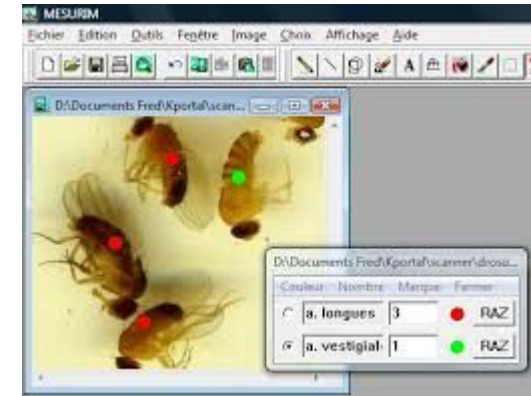 MESURIM
Fichier Edition Outils Fenêtre Image Choix Affichage Aide
A
D:\Documents Fred\Kportal\scan...
D:\Documents Fred\Kportal\scanner\droso...
Couleur Nombre Marque Fermer
a. longues 3 RAZ
a. vestigial 1 RAZ